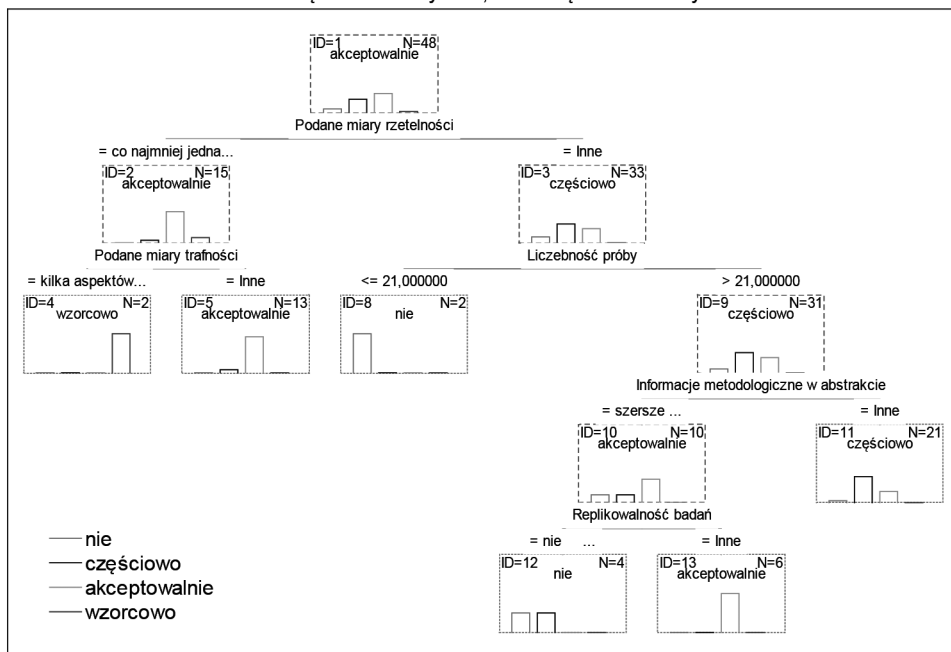 ID=1 N=48
akceptowalnie
Podane miary rzetelności
= co najmniej jedna... = Inne
ID=2 N=15 ID=3 N=33
akceptowalnie częściowo
Podane miary trafności Liczebność próby
= kilka aspektów... = Inne <= 21,000000 > 21,000000
ID=4 N=2 ID=5 N=13 ID=8 N=2 ID=9 N=31
wzorcowo akceptowalnie nie częściowo
Informacje metodologiczne w abstrakcie
= szersze ... = Inne
ID=10 N=10 ID=11 N=21
akceptowalnie częściowo
Replikowalność badań
= nie ... = Inne
ID=12 N=4 ID=13 N=6
nie akceptowalnie
nie
częściowo
akceptowalnie
wzorcowo